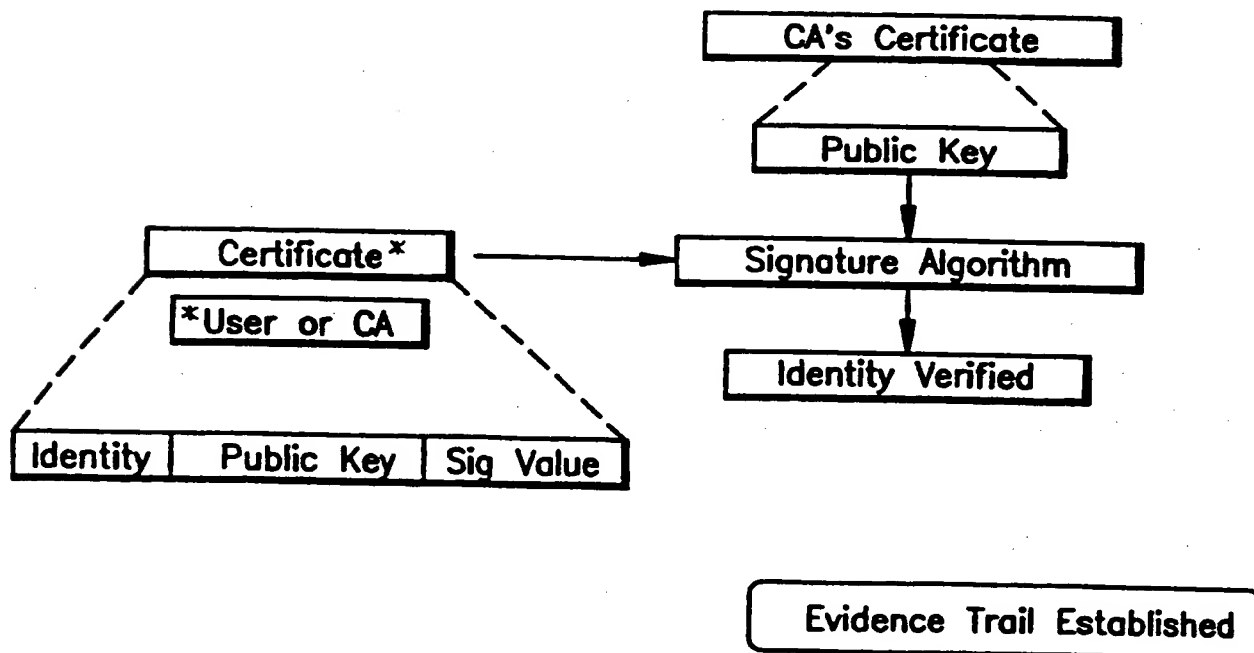 CA's Certificate
Public Key
Certificate*
Signature Algorithm
*User or CA
Identity Verified
Identity Public Key Sig Value
Evidence Trail Established